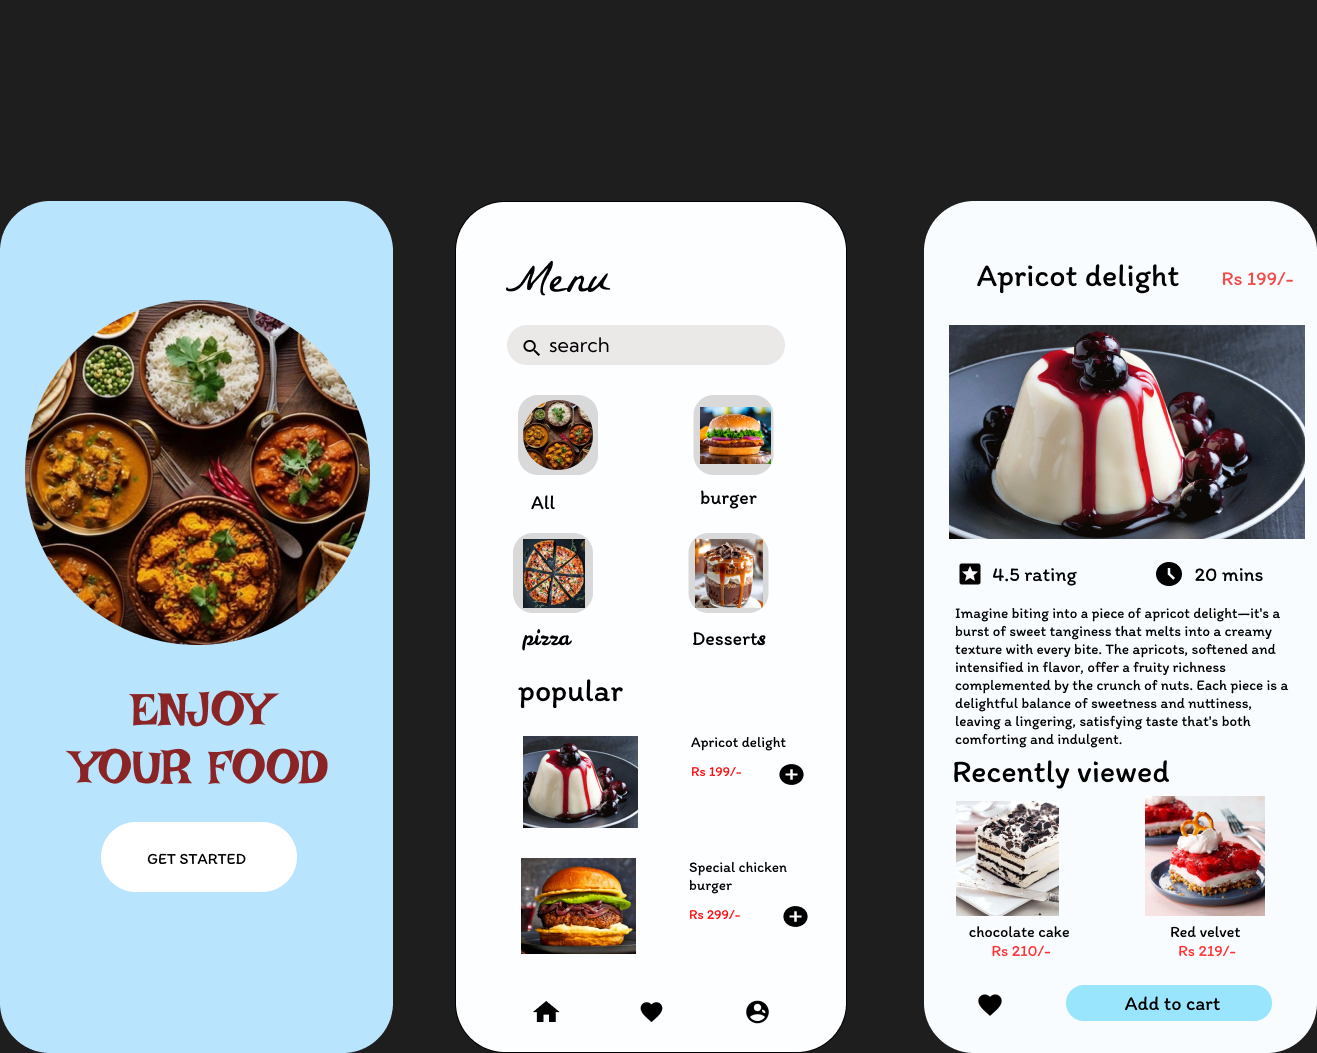 ENJOY
YOUR FOOD
GET STARTED
Menu
search
All
burger
pizza
Desserts
popular
Apricot delight
Rs 199/-
Special chicken
burger
Rs 299/-
Apricot delight
Rs 199/-
4.5 rating
20 mins
Imagine biting into a piece of apricot delight—it's a
burst of sweet tanginess that melts into a creamy
texture with every bite. The apricots, softened and
intensified in flavor, offer a fruity richness
complemented by the crunch of nuts. Each piece is a
delightful balance of sweetness and nuttiness,
leaving a lingering, satisfying taste that's both
comforting and indulgent.
Recently viewed
chocolate cake
Rs 210/-
Red velvet
Rs 219/-
Add to cart